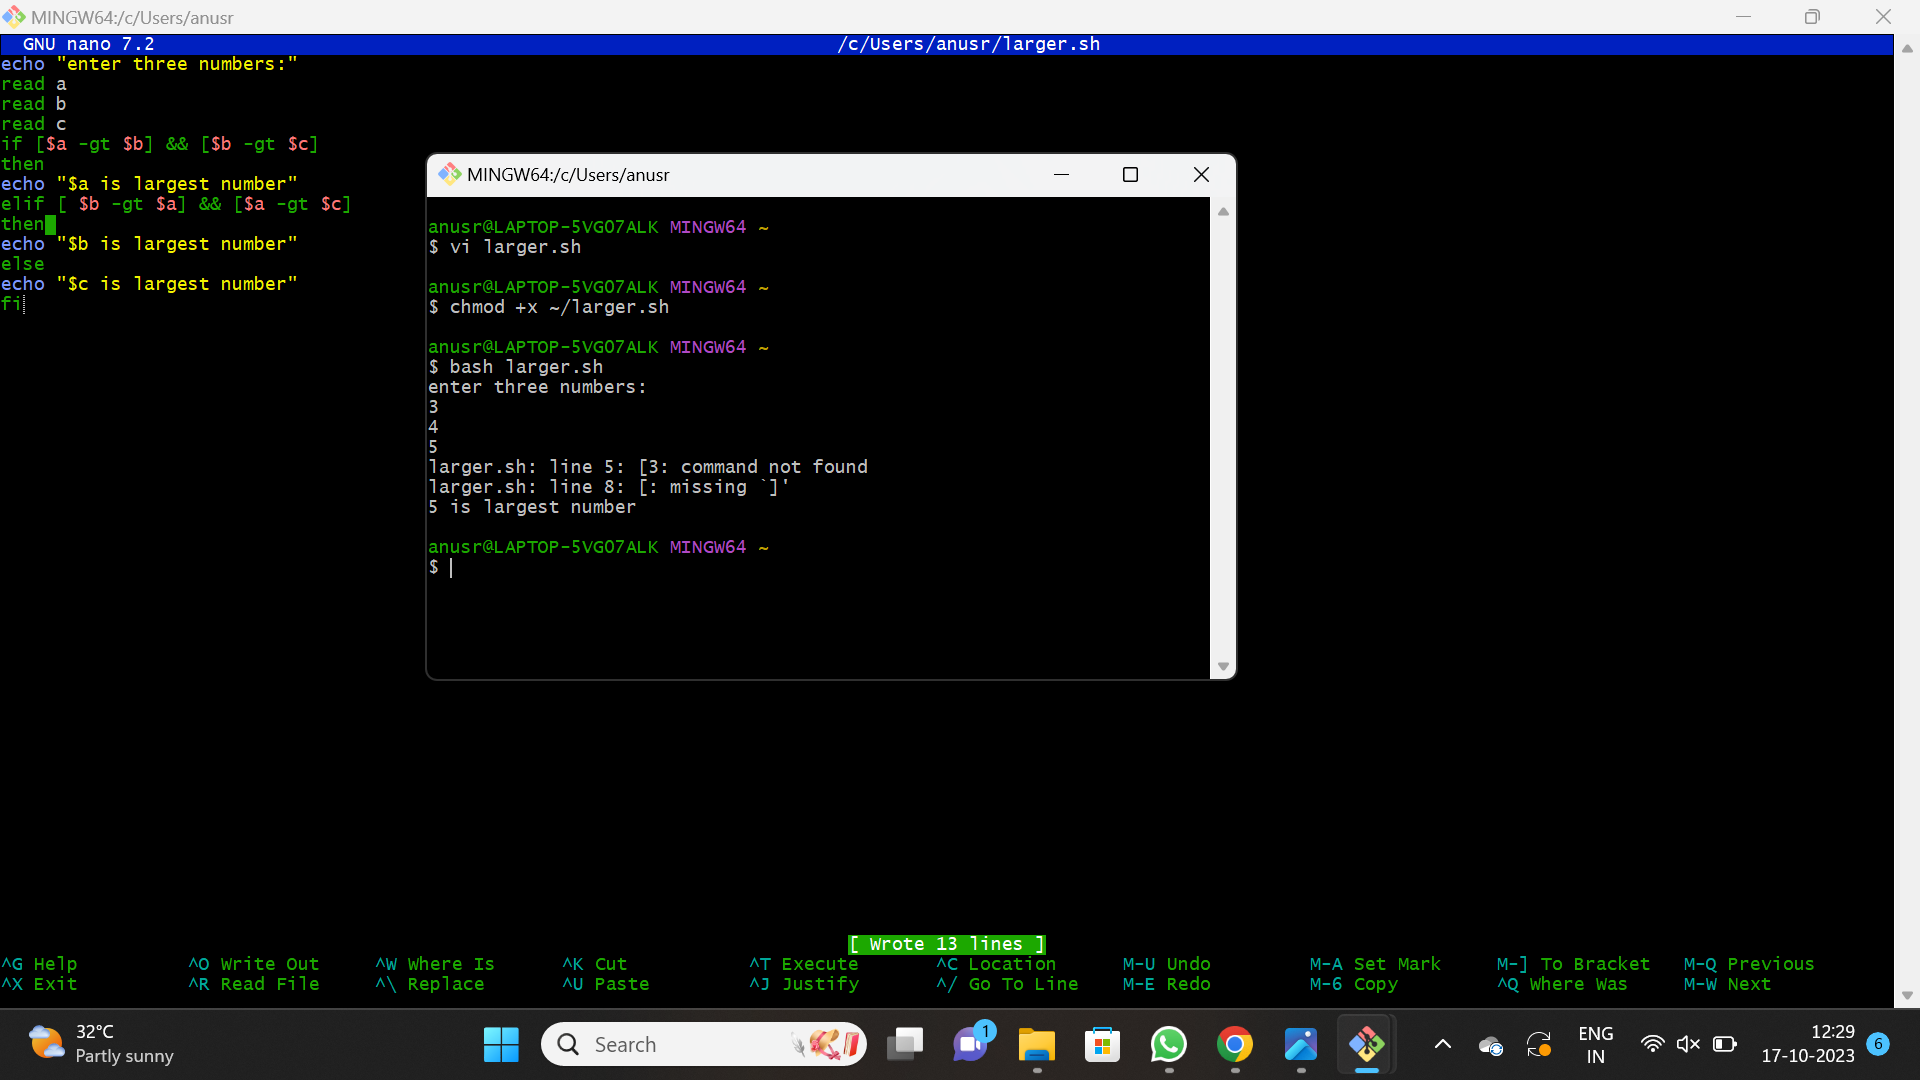 MINGW64:/c/Users/anusr
GNU nano 7.2 /c/Users/anusr/larger.sh
echo "enter three numbers:"
read a
read b
read c
if [$a -gt $b] && [$b -gt $c]
then
echo "$a is largest number"
elif [ $b -gt $a] && [$a -gt $c]
then
echo "$b is largest number"
else
echo "$c is largest number"
fi
MINGW64:/c/Users/anusr
anusr@LAPTOP-5VG07ALK MINGW64 ~
$ vi larger.sh
anusr@LAPTOP-5VG07ALK MINGW64 ~
$ chmod +x ~/larger.sh
anusr@LAPTOP-5VG07ALK MINGW64 ~
$ bash larger.sh
enter three numbers:
3
4
5
larger.sh: line 5: [3: command not found
larger.sh: line 8: [: missing `]'
5 is largest number
anusr@LAPTOP-5VG07ALK MINGW64 ~
$
[ Wrote 13 lines ]
^G Help ^O Write Out ^W Where Is ^K Cut ^T Execute ^C Location M-U Undo M-A Set Mark M-] To Bracket M-Q Previous
^X Exit ^R Read File ^\ Replace ^U Paste ^J Justify ^/ Go To Line M-E Redo M-6 Copy ^Q Where Was M-W Next
32°C
Partly sunny
Search
1
ENG
IN
12:29
17-10-2023
6